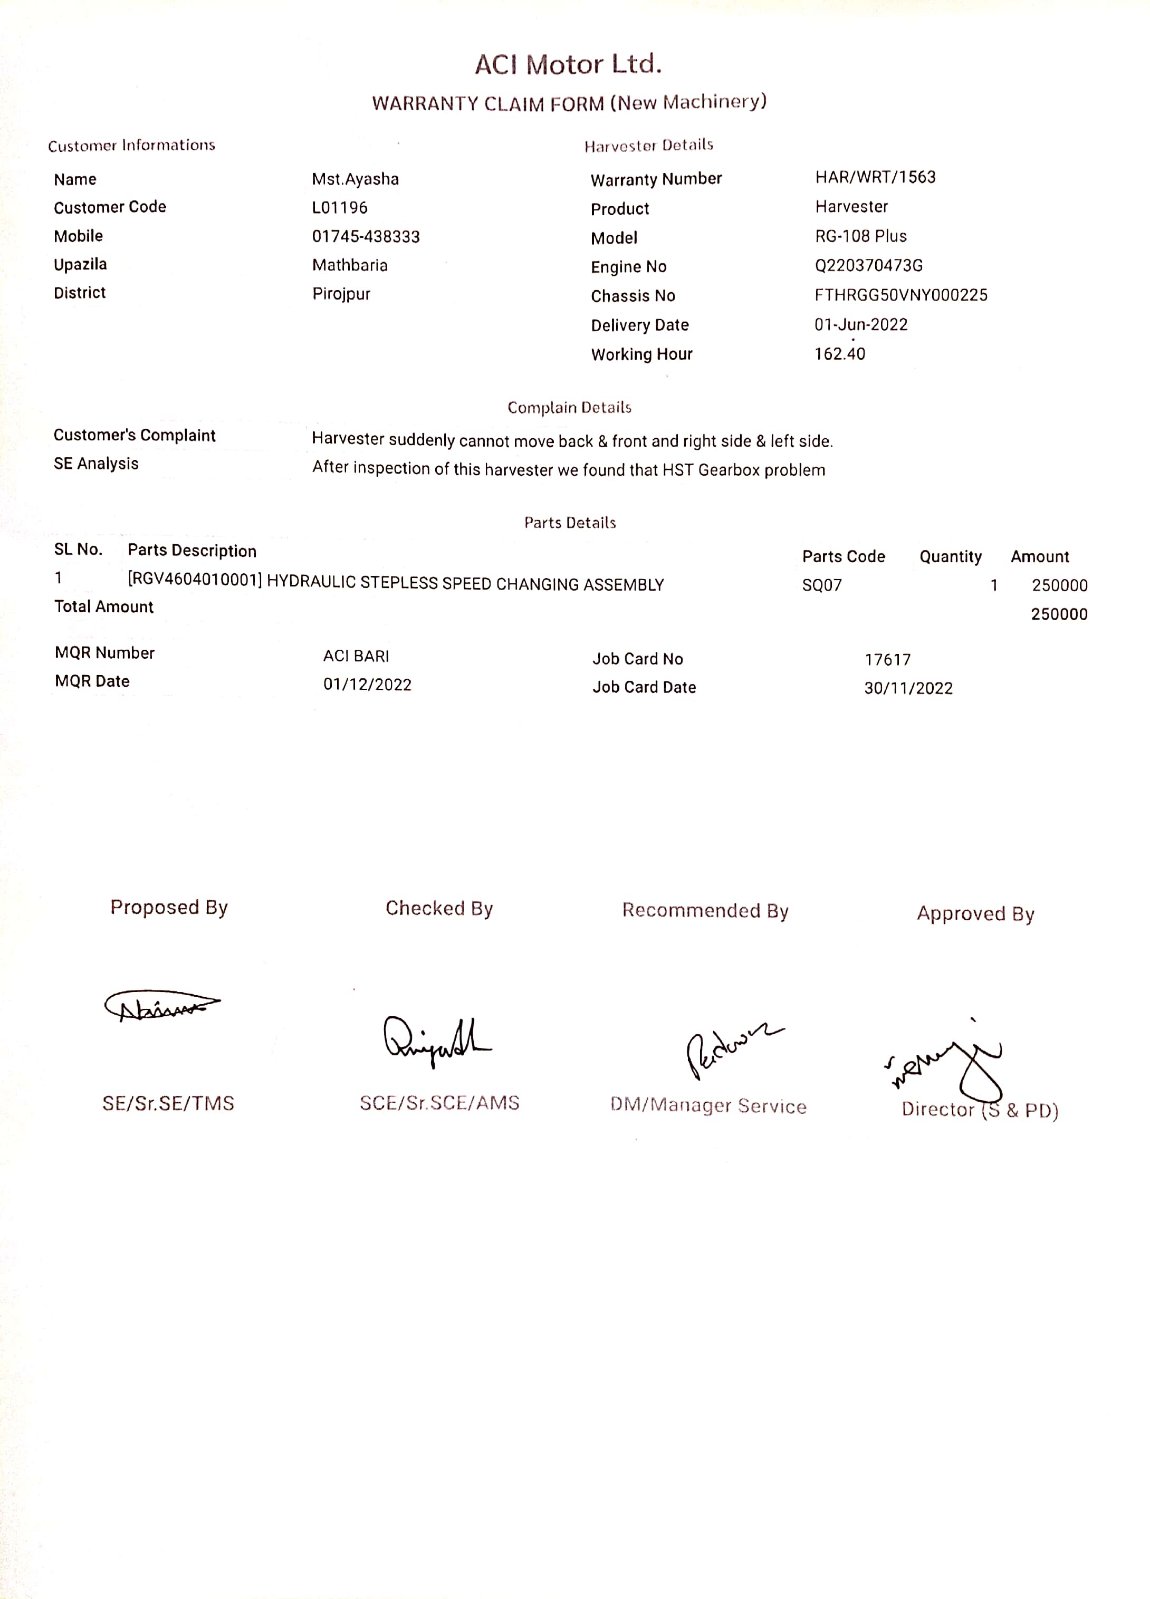 ACI Motor Ltd.
WARRANTY CLAIM FORM (New Machinery)
Customer Informations
Name Mst.Ayasha
Customer Code L01196
Mobile 01745-438333
Upazila Mathbaria
District Pirojpur
Harvester Details
Warranty Number HAR/WRT/1563
Product Harvester
Model RG-108 Plus
Engine No Q220370473G
Chassis No FTHRGG50VNY000225
Delivery Date 01-Jun-2022
Working Hour 162.40
Complain Details
Customer's Complaint Harvester suddenly cannot move back & front and right side & left side.
SE Analysis After inspection of this harvester we found that HST Gearbox problem
Parts Details
SL No. Parts Description Parts Code Quantity Amount
1 [RGV4604010001] HYDRAULIC STEPLESS SPEED CHANGING ASSEMBLY SQ07 1 250000
Total Amount 250000
MQR Number ACI BARI Job Card No 17617
MQR Date 01/12/2022 Job Card Date 30/11/2022
Proposed By Checked By Recommended By Approved By
SE/Sr.SE/TMS SCE/Sr.SCE/AMS DM/Manager Service Director (S & PD)